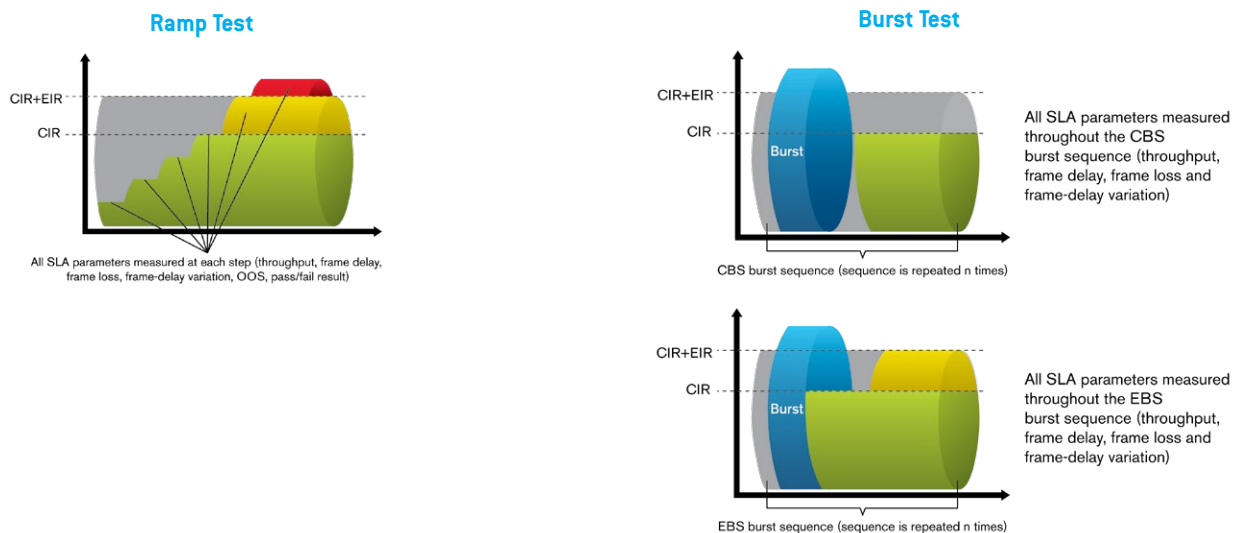 Ramp Test
CIR+EIR
CIR
All SLA parameters measured at each step (throughput, frame delay,
frame loss, frame-delay variation, OOS, pass/fail result)
Burst Test
CIR+EIR
CIR
Burst
CBS burst sequence (sequence is repeated n times)
All SLA parameters measured
throughout the CBS
burst sequence (throughput,
frame delay, frame loss and
frame-delay variation)
CIR+EIR
CIR
Burst
EBS burst sequence (sequence is repeated n times)
All SLA parameters measured
throughout the EBS
burst sequence (throughput,
frame delay, frame loss and
frame-delay variation)